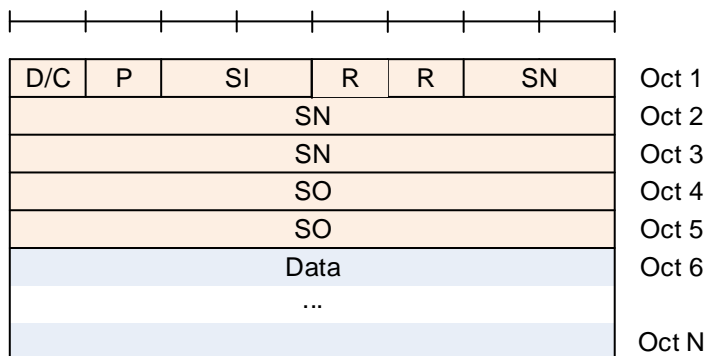 D/C P SI R R SN Oct 1
SN Oct 2
SN Oct 3
SO Oct 4
SO Oct 5
Data Oct 6
...
Oct N